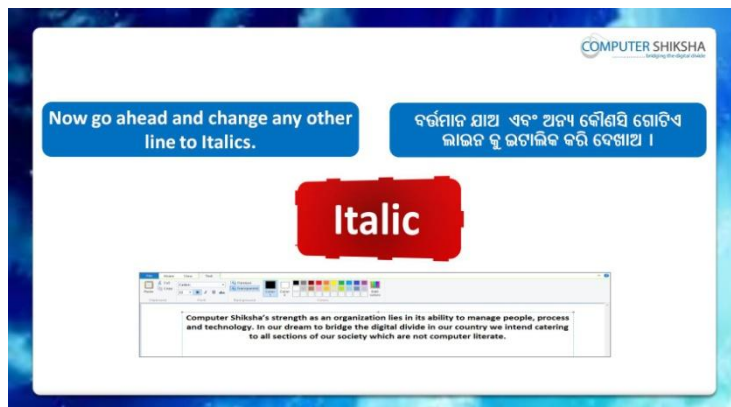 COMPUTER SHIKSHA
bridging the digital divide
Now go ahead and change any other
line to Italics.
ବର୍ତ୍ତମାନ ଯାଅ ଏବଂ ଅନ୍ୟ କୌଣସି ଗୋଟିଏ
ଲାଇନ କୁ ଇଟାଲିକ କରି ଦେଖାଅ ।
Italic
Computer Shiksha's strength as an organization lies in its ability to manage people, process
and technology. In our dream to bridge the digital divide in our country we intend catering
to all sections of our society which are not computer literate.